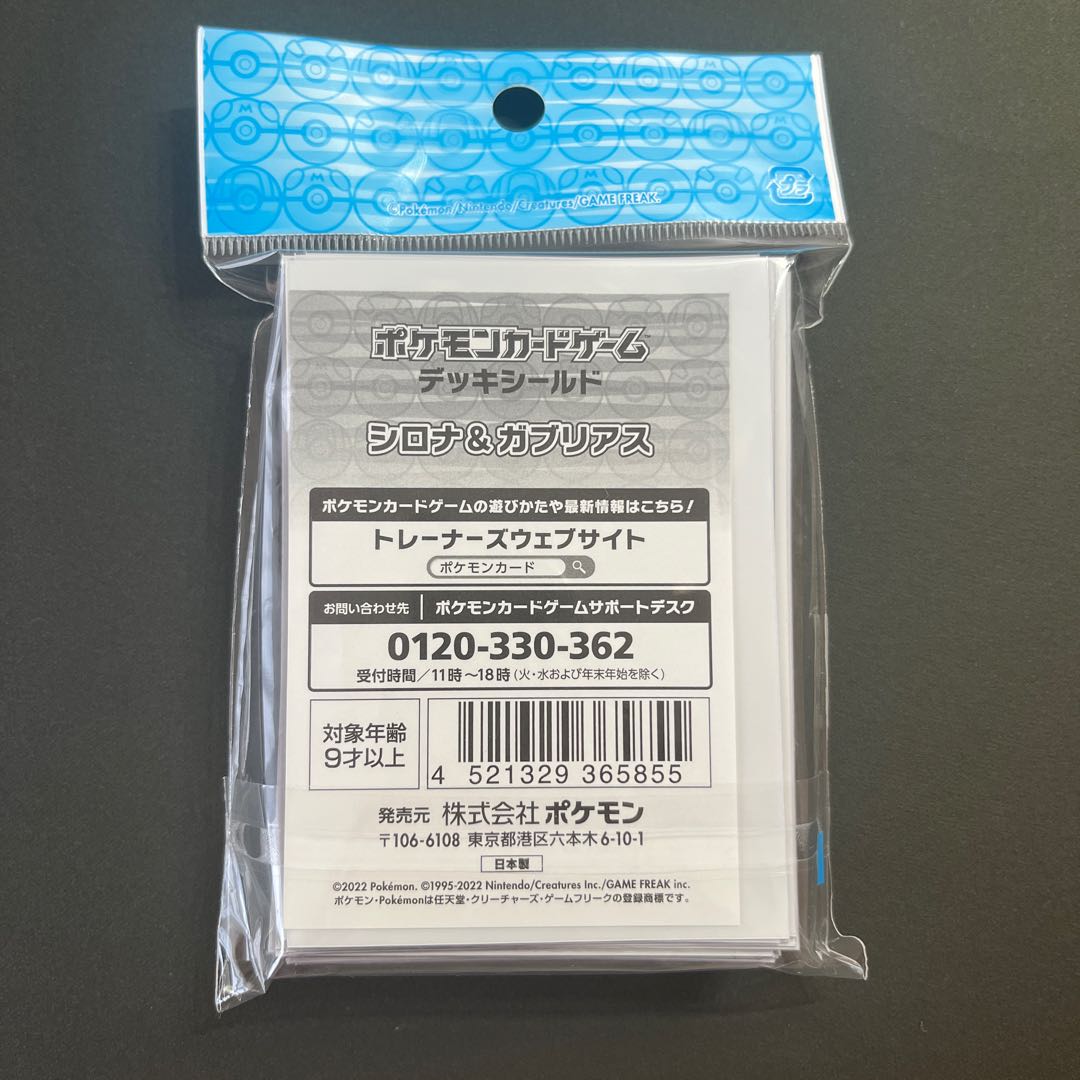 ©Pokémon/Nintendo/Creatures/GAME FREAK.
プラ
ポケモンカードゲーム™
デッキシールド
シロナ&ガブリアス
ポケモンカードゲームの遊びかたや最新情報はこちら!
トレーナーズウェブサイト
ポケモンカード
お問い合わせ先 ポケモンカードゲームサポートデスク
0120-330-362
受付時間/11時~18時(火・水および年末年始を除く)
対象年齢
9才以上
4 521329 365855
発売元 株式会社ポケモン
〒106-6108 東京都港区六本木6-10-1
日本製
©2022 Pokémon. ©1995-2022 Nintendo/Creatures Inc./GAME FREAK inc.
ポケモン・Pokémonは任天堂・クリーチャーズ・ゲームフリークの登録商標です。